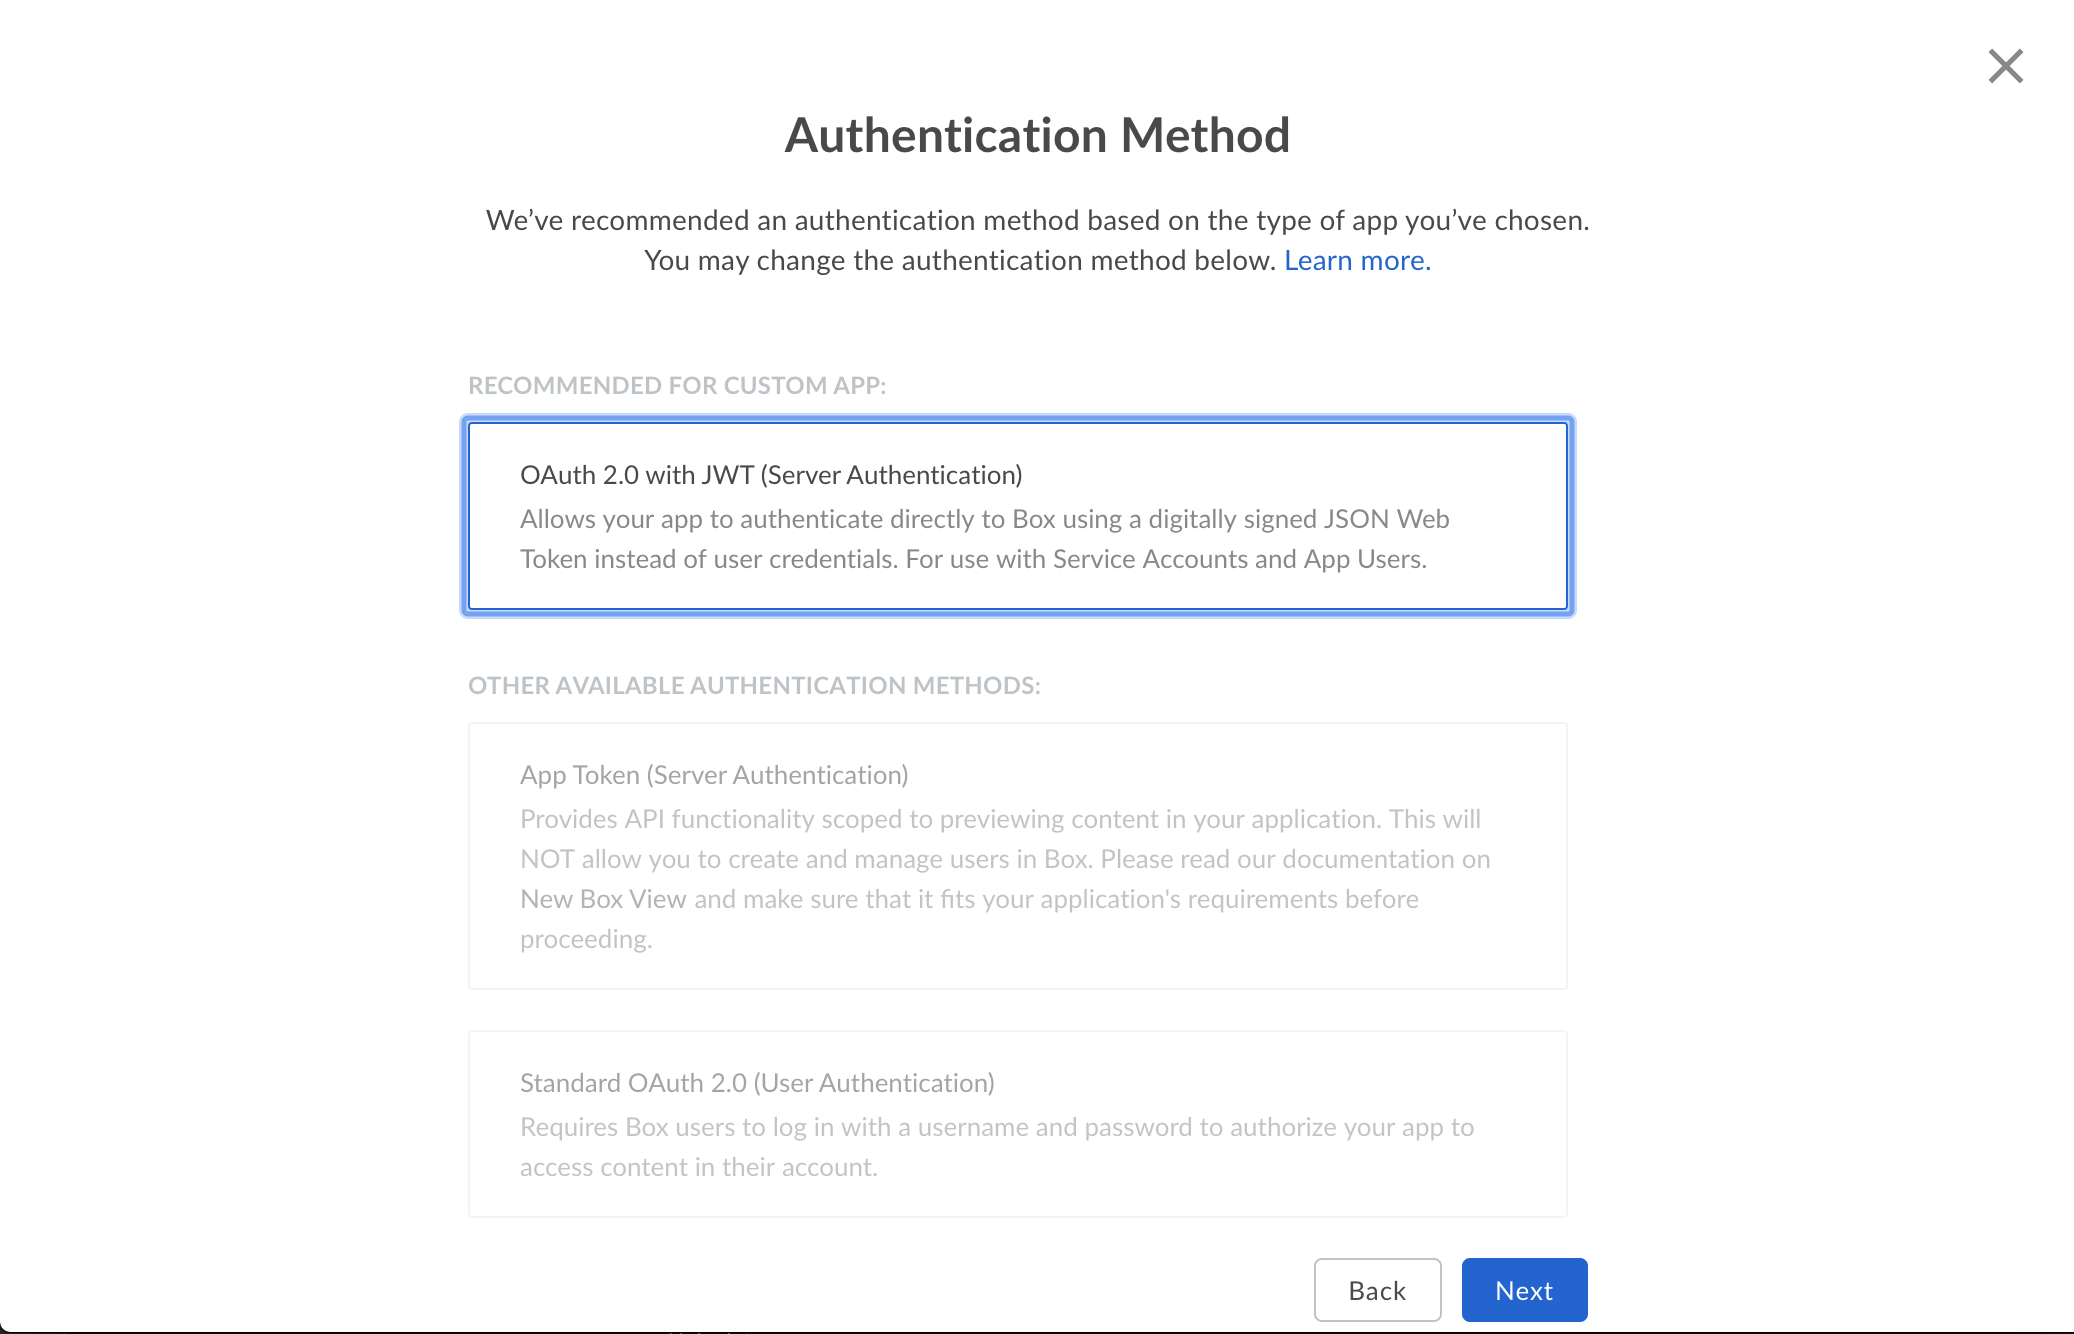 Authentication Method
We’ve recommended an authentication method based on the type of app you’ve chosen.
You may change the authentication method below. Learn more.
RECOMMENDED FOR CUSTOM APP:
OAuth 2.0 with JWT (Server Authentication)
Allows your app to authenticate directly to Box using a digitally signed JSON Web
Token instead of user credentials. For use with Service Accounts and App Users.
OTHER AVAILABLE AUTHENTICATION METHODS:
App Token (Server Authentication)
Provides API functionality scoped to previewing content in your application. This will
NOT allow you to create and manage users in Box. Please read our documentation on
New Box View and make sure that it fits your application's requirements before
proceeding.
Standard OAuth 2.0 (User Authentication)
Requires Box users to log in with a username and password to authorize your app to
access content in their account.
Back Next